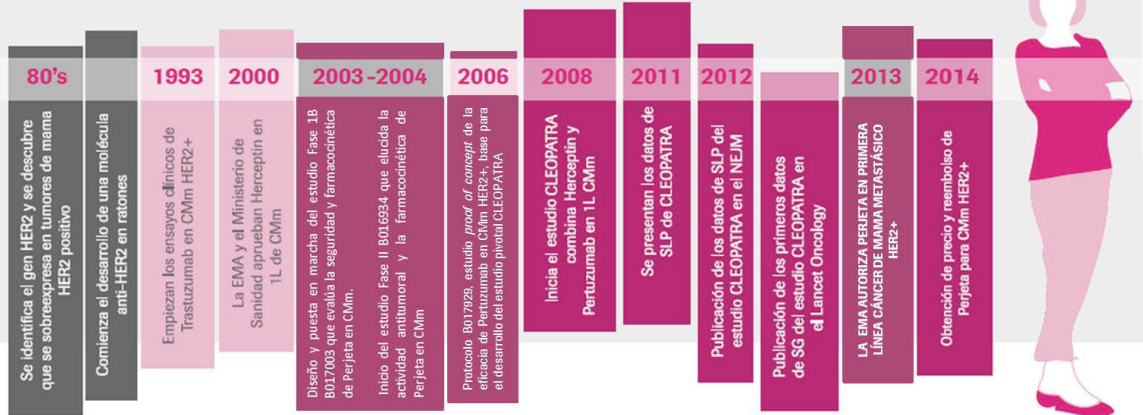 80's
Se identifica el gen HER2 y se descubre
que se sobreexpresa en tumores de mama
HER2 positivo
Comienza el desarrollo de una molécula
anti-HER2 en ratones
1993
Empiezan los ensayos clínicos de
Trastuzumab en CMm HER2+
2000
La EMA y el Ministerio de
Sanidad aprueban Herceptin en
1L de CMm
2003-2004
Diseño y puesta en marcha del estudio Fase 1B
B017003 que evalúa la seguridad y farmacocinética
de Perjeta en CMm.
Inicio del estudio Fase II B016934 que elucida la
actividad antitumoral y la farmacocinética de
Perjeta en CMm
2006
Protocolo B017929, estudio proof of concept de la
eficacia de Pertuzumab en CMm HER2+, base para
el desarrollo del estudio pivotal CLEOPATRA
2008
Inicia el estudio CLEOPATRA
combina Herceptin y
Pertuzumab en 1L CMm
2011
Se presentan los datos de
SLP de CLEOPATRA
2012
Publicación de los datos de SLP del
estudio CLEOPATRA en el NEJM
Publicación de los primeros datos
de SG del estudio CLEOPATRA en
el Lancet Oncology
2013
LA EMA AUTORIZA PERJETA EN PRIMERA
LÍNEA CÁNCER DE MAMA METASTÁSICO
HER2+
2014
Obtención de precio y reembolso de
Perjeta para CMm HER2+